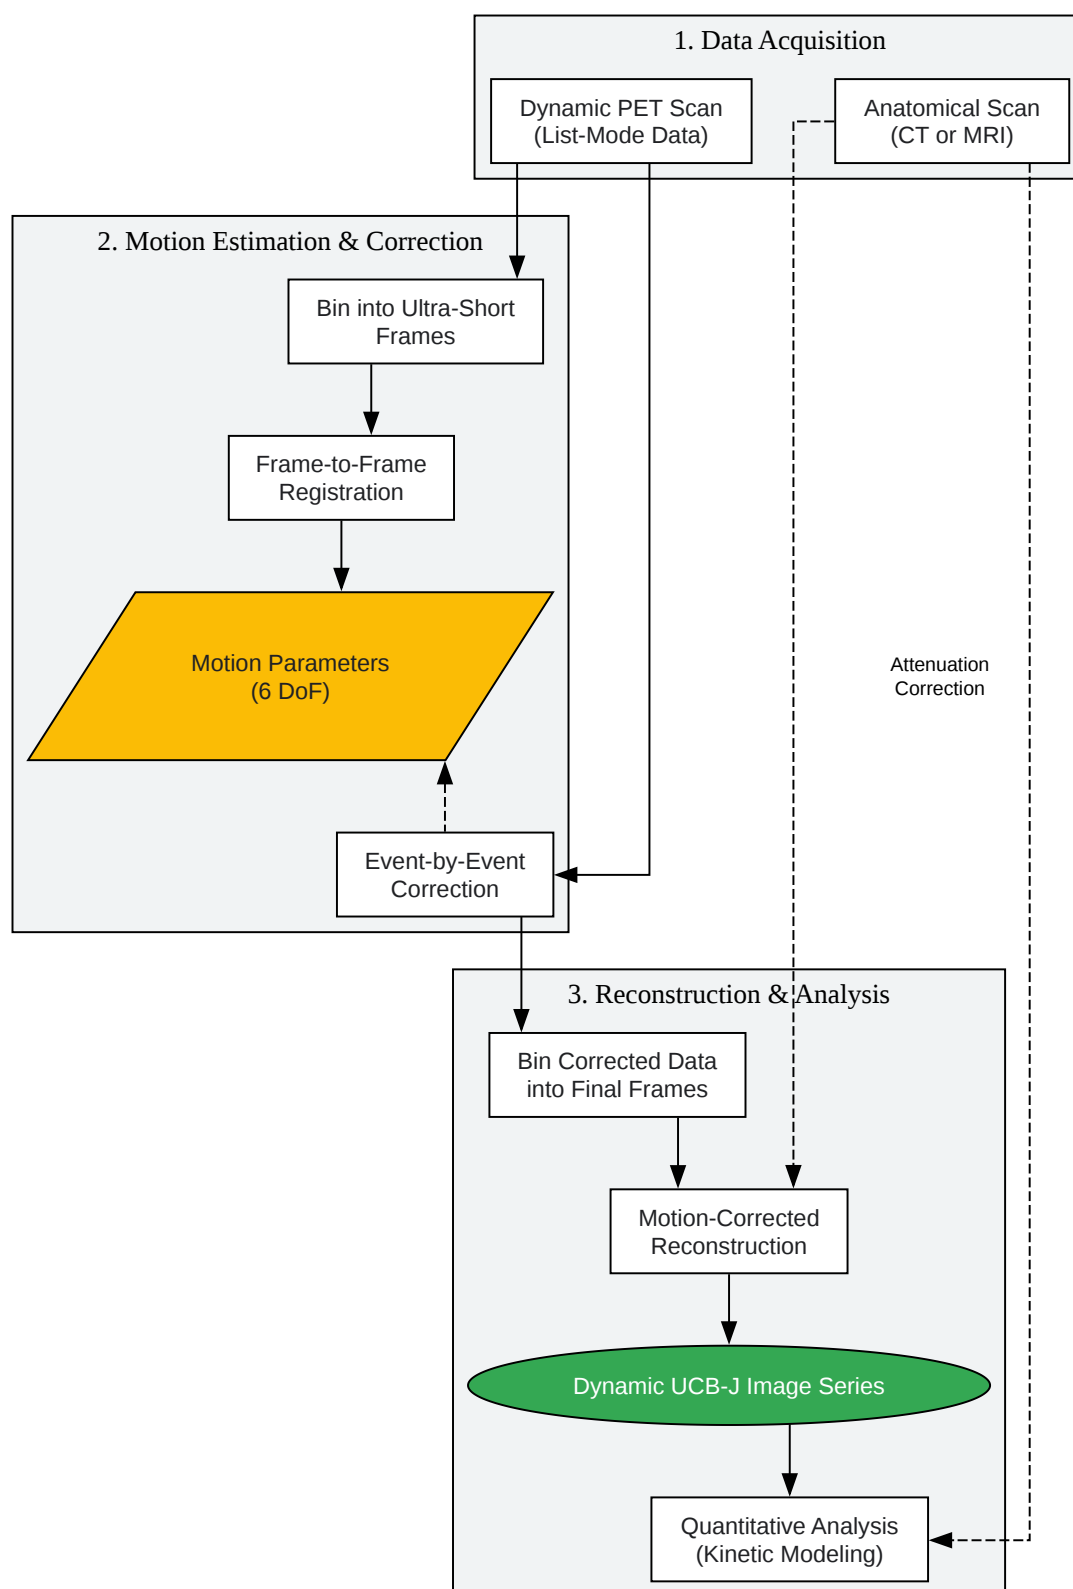 1. Data Acquisition
Dynamic PET Scan
(List-Mode Data)
Anatomical Scan
(CT or MRI)
2. Motion Estimation & Correction
Bin into Ultra-Short
Frames
Frame-to-Frame
Registration
Motion Parameters
(6 DoF)
Attenuation
Correction
Event-by-Event
Correction
3. Reconstruction & Analysis
Bin Corrected Data
into Final Frames
Motion-Corrected
Reconstruction
Dynamic UCB-J Image Series
Quantitative Analysis
(Kinetic Modeling)